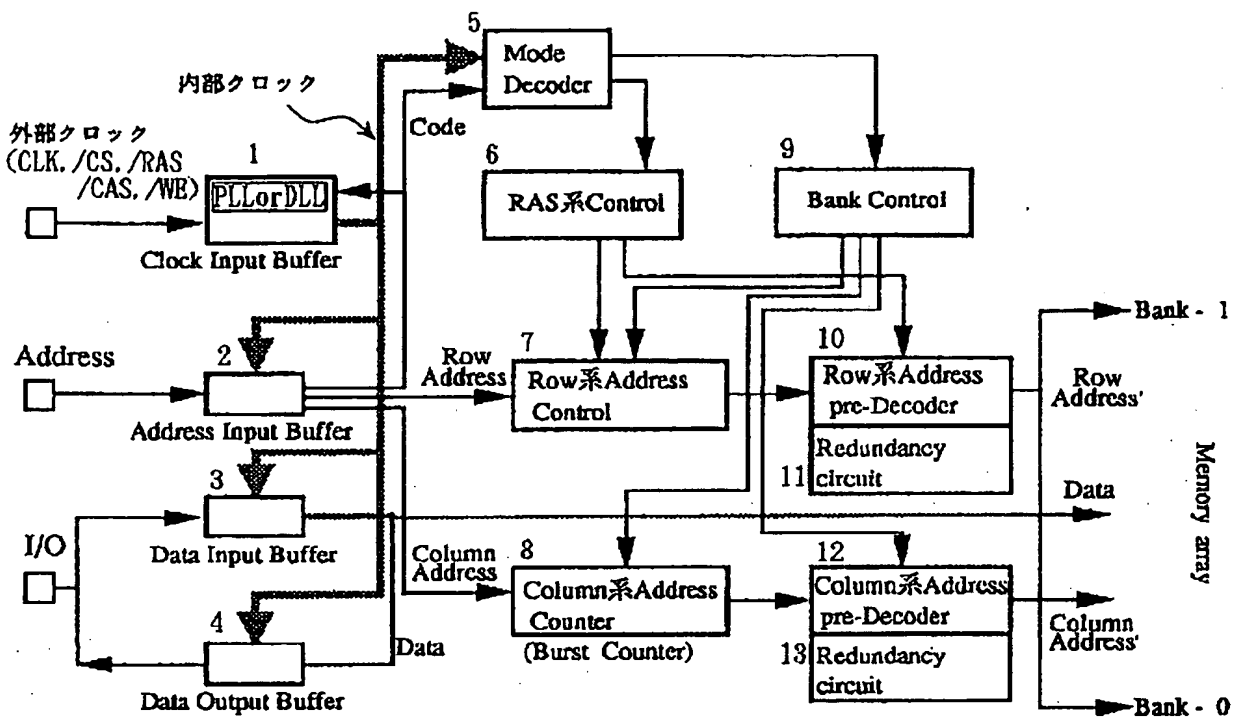 5
Mode
Decoder
内部クロック
Code
外部クロック
(CLK. /CS. /RAS
/CAS. /WE)
1
PLLorDLL
Clock Input Buffer
6
RAS系Control
9
Bank Control
Address
2
Address Input Buffer
Row
Address
7
Row系Address
Control
10
Row系Address
pre-Decoder
11
Redundancy
circuit
Bank - 1
Row
Address'
3
Data Input Buffer
Data
Memory array
I/O
Column
Address
8
Column系Address
Counter
(Burst Counter)
12
Column系Address
pre-Decoder
13
Redundancy
circuit
Column
Address'
4
Data
Data Output Buffer
Bank - 0